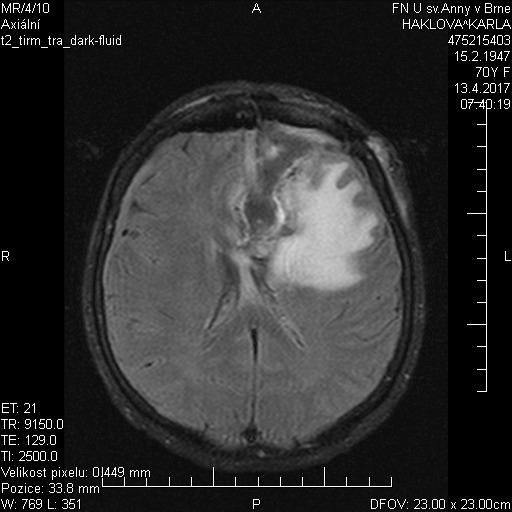 MR/4/10
Axiální
t2_tirm_tra_dark-fluid
A
FN U sv.Anny v Brne
HAKLOVA^KARLA
475215403
15.2.1947
70Y F
13.4.2017
07:40:19
R
L
ET: 21
TR: 9150.0
TE: 129.0
TI: 2500.0
Velikost pixelu: 0.449 mm
Pozice: 33.8 mm
W: 769 L: 351
P
DFOV: 23.00 x 23.00cm